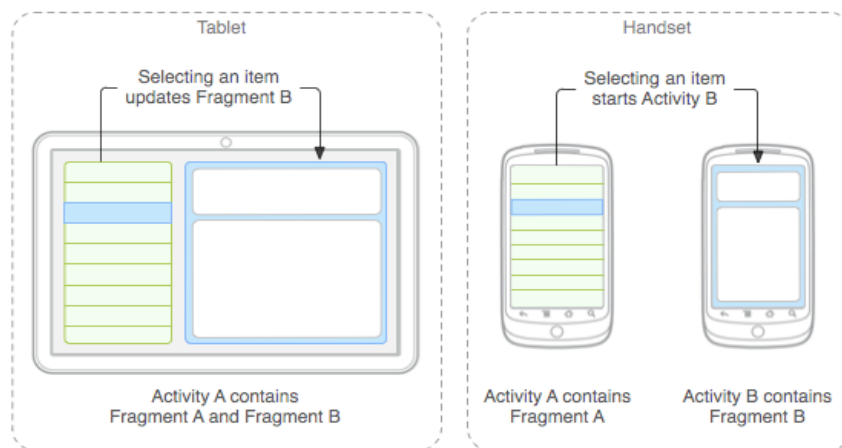 Tablet
Selecting an item
updates Fragment B
Activity A contains
Fragment A and Fragment B
Handset
Selecting an item
starts Activity B
Activity A contains
Fragment A
Activity B contains
Fragment B